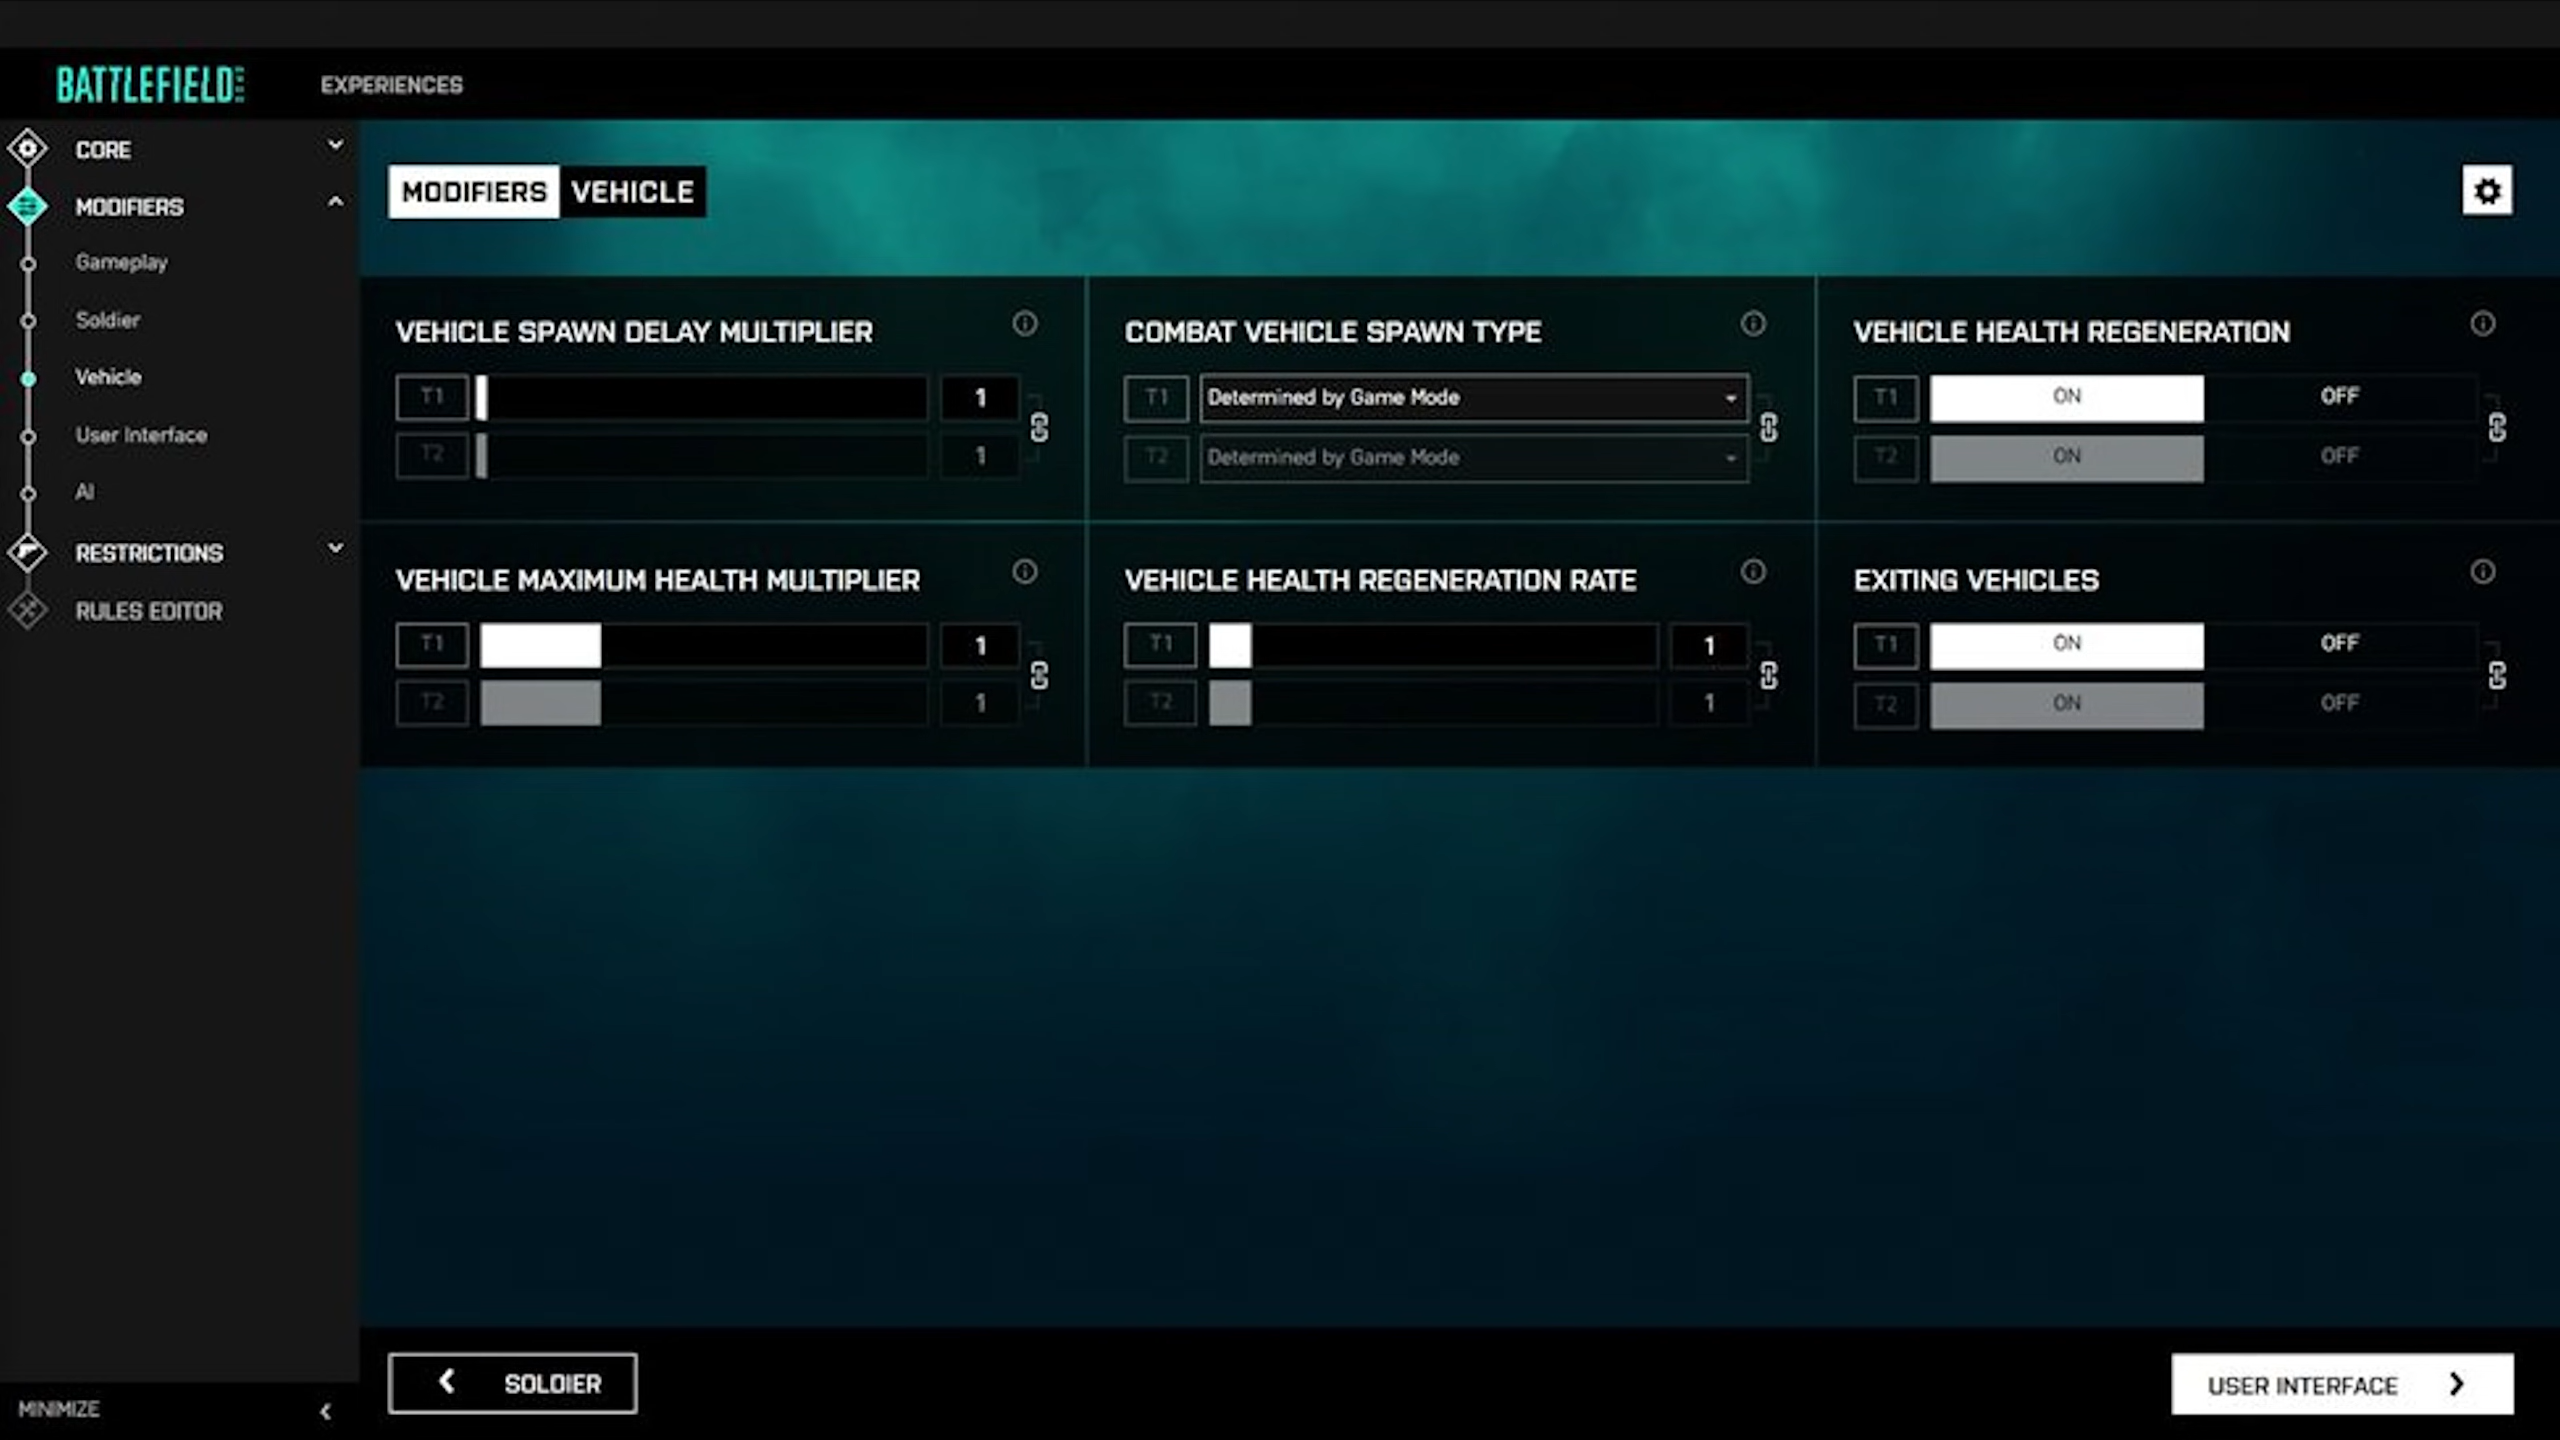 BATTLEFIELD
EXPERIENCES
CORE
MODIFIERS
Gameplay
Soldier
Vehicle
User Interface
AI
RESTRICTIONS
RULES EDITOR
MINIMIZE
MODIFIERS VEHICLE
VEHICLE SPAWN DELAY MULTIPLIER
T1 1
T2 1
COMBAT VEHICLE SPAWN TYPE
T1 Determined by Game Mode
T2 Determined by Game Mode
VEHICLE HEALTH REGENERATION
T1 ON OFF
T2 ON OFF
VEHICLE MAXIMUM HEALTH MULTIPLIER
T1 1
T2 1
VEHICLE HEALTH REGENERATION RATE
T1 1
T2 1
EXITING VEHICLES
T1 ON OFF
T2 ON OFF
SOLDIER
USER INTERFACE